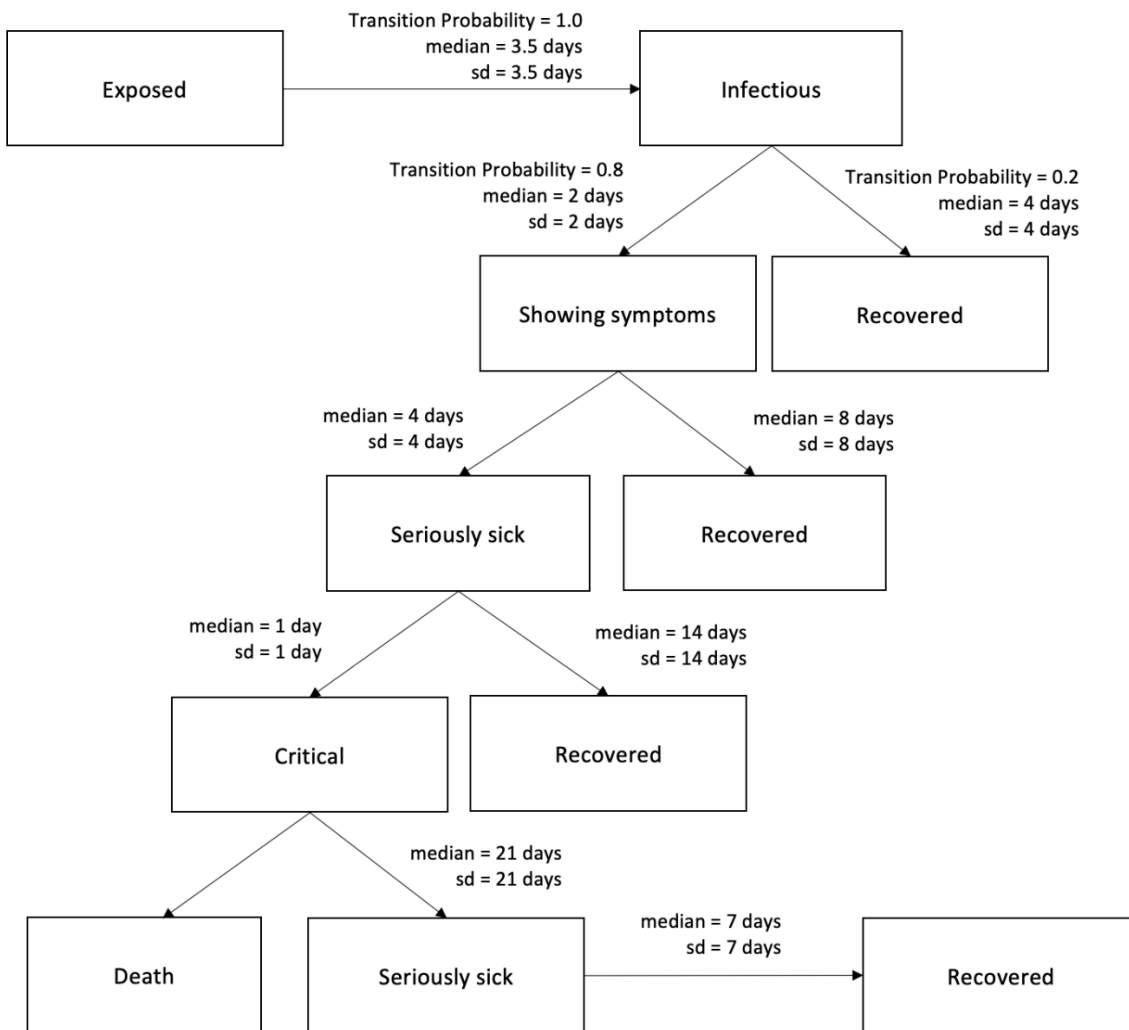 Transition Probability = 1.0
median = 3.5 days
sd = 3.5 days
Exposed
Infectious
Transition Probability = 0.8
median = 2 days
sd = 2 days
Transition Probability = 0.2
median = 4 days
sd = 4 days
Showing symptoms
Recovered
median = 4 days
sd = 4 days
median = 8 days
sd = 8 days
Seriously sick
Recovered
median = 1 day
sd = 1 day
median = 14 days
sd = 14 days
Critical
Recovered
median = 21 days
sd = 21 days
Death
Seriously sick
median = 7 days
sd = 7 days
Recovered